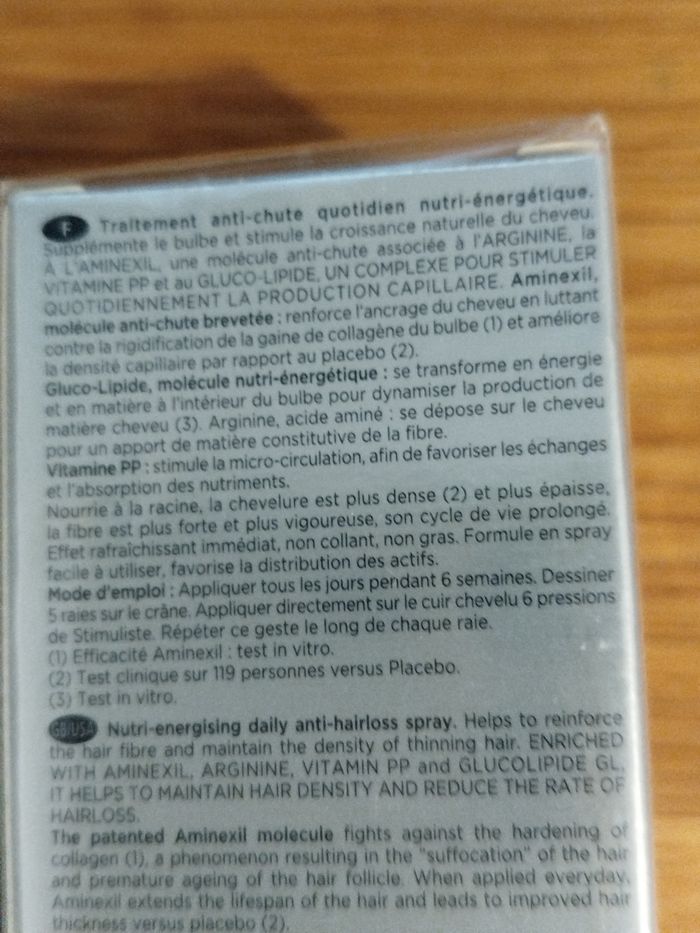 F Traitement anti-chute quotidien nutri-énergétique.
Supplémente le bulbe et stimule la croissance naturelle du cheveu.
À L'AMINEXIL, une molécule anti-chute associée à l'ARGININE, la
VITAMINE PP et au GLUCO-LIPIDE, UN COMPLEXE POUR STIMULER
QUOTIDIENNEMENT LA PRODUCTION CAPILLAIRE. Aminexil,
molécule anti-chute brevetée : renforce l'ancrage du cheveu en luttant
contre la rigidification de la gaine de collagène du bulbe (1) et améliore
la densité capillaire par rapport au placebo (2).
Gluco-Lipide, molécule nutri-énergétique : se transforme en énergie
et en matière à l'intérieur du bulbe pour dynamiser la production de
matière cheveu (3). Arginine, acide aminé : se dépose sur le cheveu
pour un apport de matière constitutive de la fibre.
Vitamine PP : stimule la micro-circulation, afin de favoriser les échanges
et l'absorption des nutriments.
Nourrie à la racine, la chevelure est plus dense (2) et plus épaisse,
la fibre est plus forte et plus vigoureuse, son cycle de vie prolongé.
Effet rafraîchissant immédiat, non collant, non gras. Formule en spray
facile à utiliser, favorise la distribution des actifs.
Mode d'emploi : Appliquer tous les jours pendant 6 semaines. Dessiner
5 raies sur le crâne. Appliquer directement sur le cuir chevelu 6 pressions
de Stimuliste. Répéter ce geste le long de chaque raie.
(1) Efficacité Aminexil : test in vitro.
(2) Test clinique sur 119 personnes versus Placebo.
(3) Test in vitro.
GB/USA Nutri-energising daily anti-hairloss spray. Helps to reinforce
the hair fibre and maintain the density of thinning hair. ENRICHED
WITH AMINEXIL, ARGININE, VITAMIN PP and GLUCOLIPIDE GL,
IT HELPS TO MAINTAIN HAIR DENSITY AND REDUCE THE RATE OF
HAIRLOSS.
The patented Aminexil molecule fights against the hardening of
collagen (1), a phenomenon resulting in the "suffocation" of the hair
and premature ageing of the hair follicle. When applied everyday,
Aminexil extends the lifespan of the hair and leads to improved hair
thickness versus placebo (2).